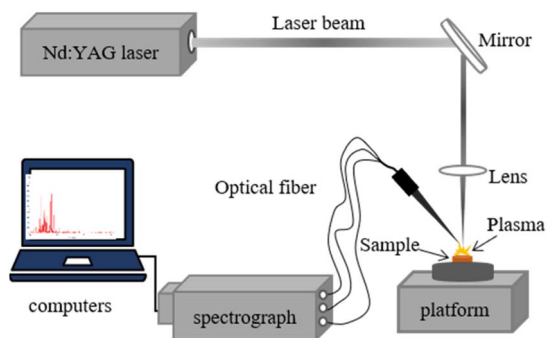 Laser beam
Mirror
Nd:YAG laser
Lens
Optical fiber
Plasma
Sample
computers
spectrograph
platform